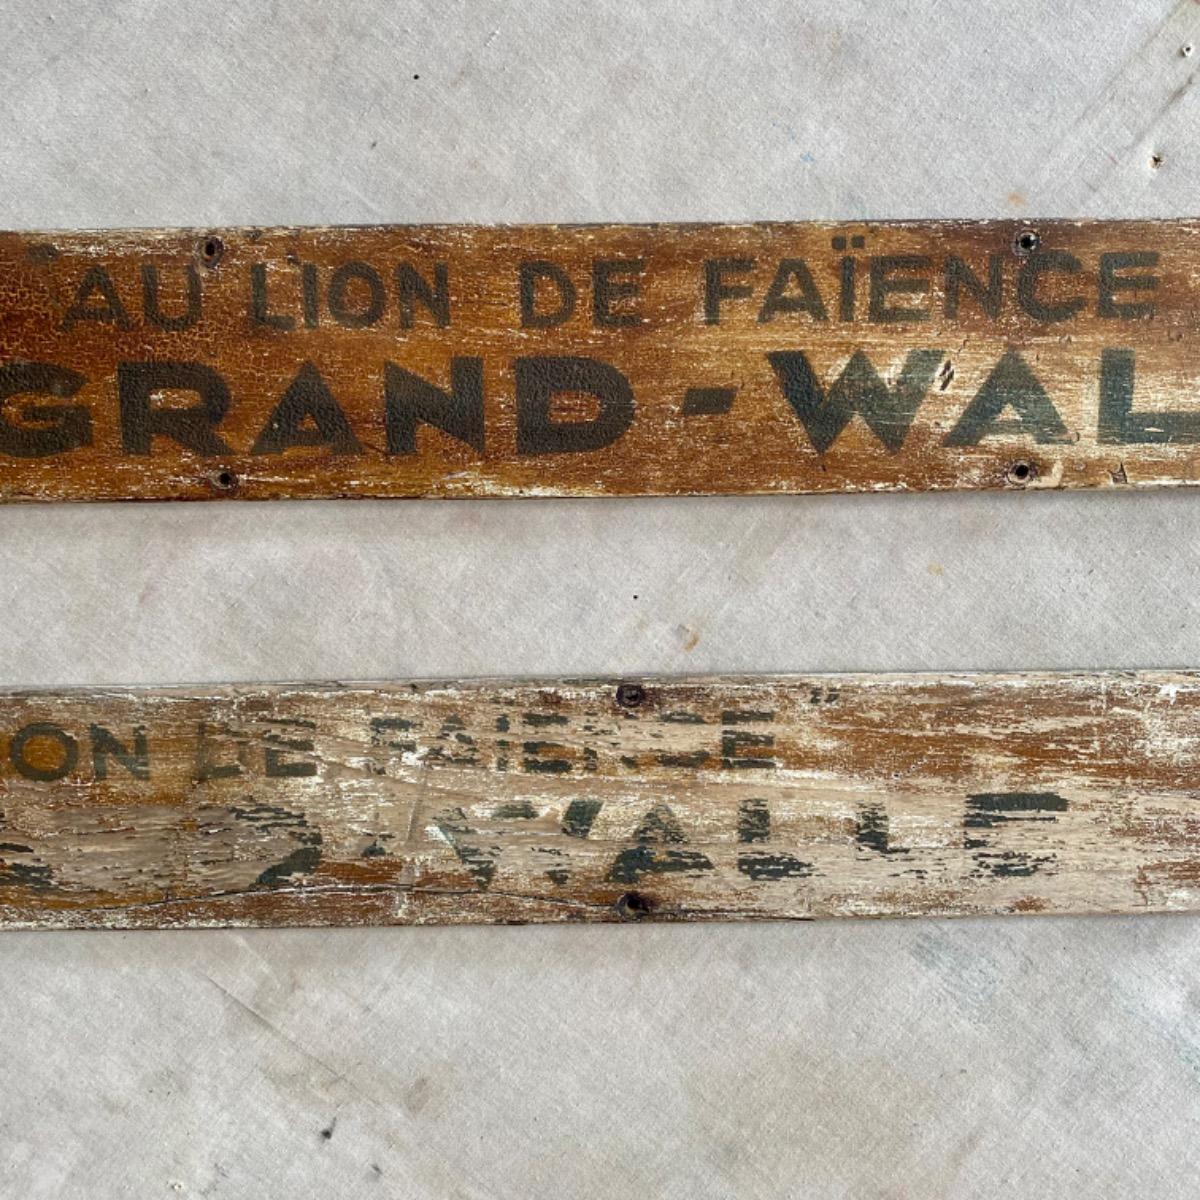 "AU LION DE FAÏENCE
GRAND-WAL
ON DE FAÏENCE"
D-WALLE